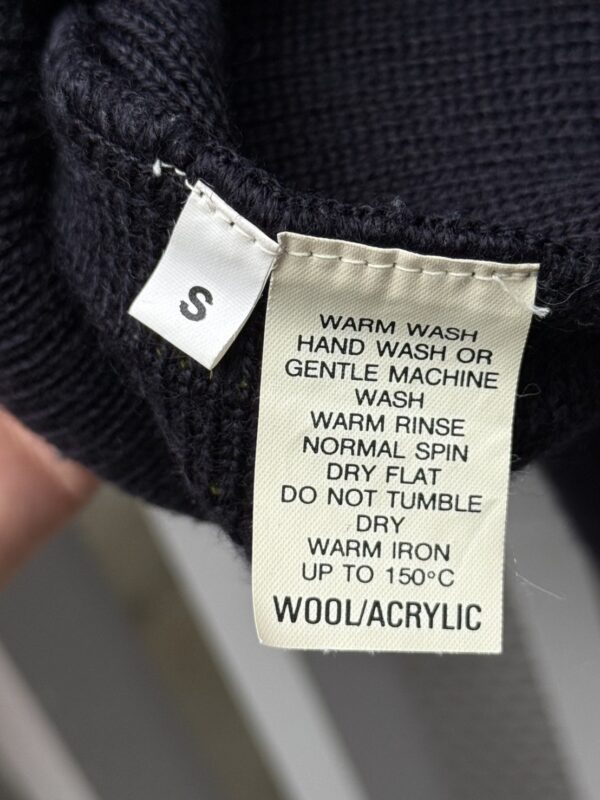 S
WARM WASH
HAND WASH OR
GENTLE MACHINE
WASH
WARM RINSE
NORMAL SPIN
DRY FLAT
DO NOT TUMBLE
DRY
WARM IRON
UP TO 150°C
WOOL/ACRYLIC